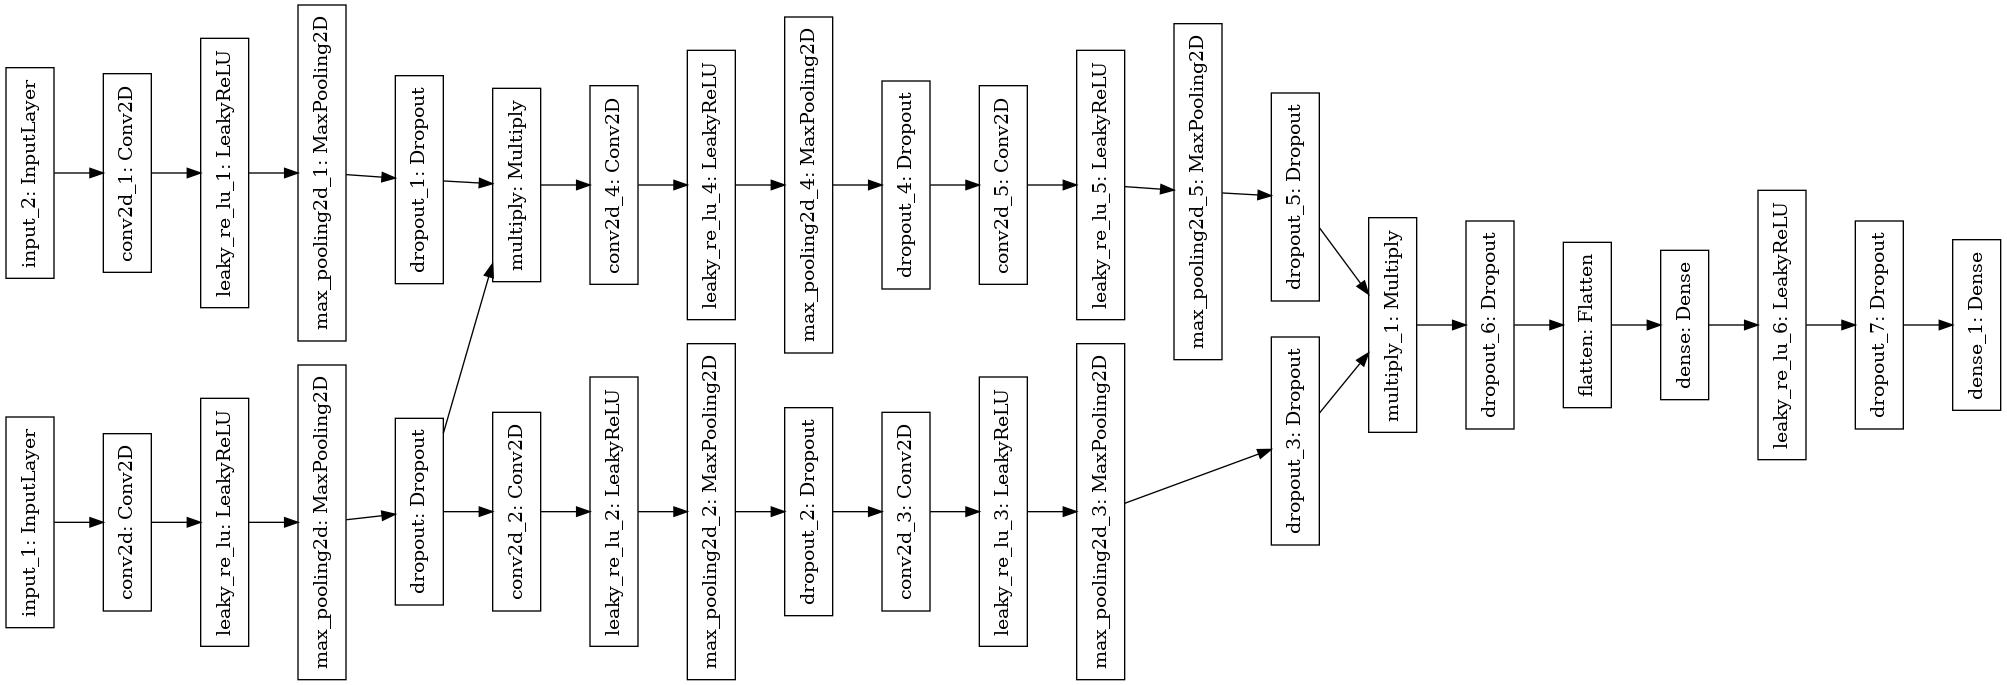 input_2: InputLayer
conv2d_1: Conv2D
leaky_re_lu_1: LeakyReLU
max_pooling2d_1: MaxPooling2D
dropout_1: Dropout
multiply: Multiply
conv2d_4: Conv2D
leaky_re_lu_4: LeakyReLU
max_pooling2d_4: MaxPooling2D
dropout_4: Dropout
conv2d_5: Conv2D
leaky_re_lu_5: LeakyReLU
max_pooling2d_5: MaxPooling2D
dropout_5: Dropout
input_1: InputLayer
conv2d: Conv2D
leaky_re_lu: LeakyReLU
max_pooling2d: MaxPooling2D
dropout: Dropout
conv2d_2: Conv2D
leaky_re_lu_2: LeakyReLU
max_pooling2d_2: MaxPooling2D
dropout_2: Dropout
conv2d_3: Conv2D
leaky_re_lu_3: LeakyReLU
max_pooling2d_3: MaxPooling2D
dropout_3: Dropout
multiply_1: Multiply
dropout_6: Dropout
flatten: Flatten
dense: Dense
leaky_re_lu_6: LeakyReLU
dropout_7: Dropout
dense_1: Dense